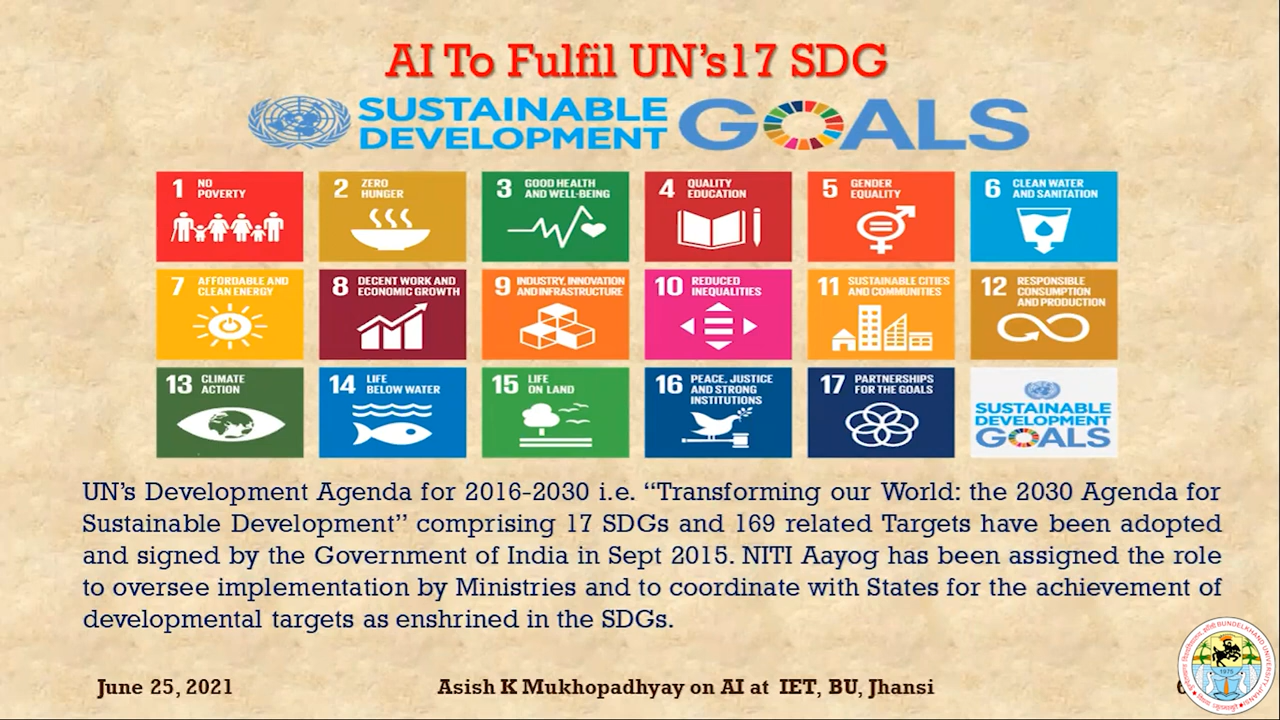 AI To Fulfil UN's17 SDG
SUSTAINABLE
DEVELOPMENT
GOALS
1 NO
POVERTY
2 ZERO
HUNGER
3 GOOD HEALTH
AND WELL-BEING
4 QUALITY
EDUCATION
5 GENDER
EQUALITY
6 CLEAN WATER
AND SANITATION
7 AFFORDABLE AND
CLEAN ENERGY
8 DECENT WORK AND
ECONOMIC GROWTH
9 INDUSTRY, INNOVATION
AND INFRASTRUCTURE
10 REDUCED
INEQUALITIES
11 SUSTAINABLE CITIES
AND COMMUNITIES
12 RESPONSIBLE
CONSUMPTION
AND PRODUCTION
13 CLIMATE
ACTION
14 LIFE
BELOW WATER
15 LIFE
ON LAND
16 PEACE, JUSTICE
AND STRONG
INSTITUTIONS
17 PARTNERSHIPS
FOR THE GOALS
SUSTAINABLE
DEVELOPMENT
GOALS
UN's Development Agenda for 2016-2030 i.e. “Transforming our World: the 2030 Agenda for
Sustainable Development” comprising 17 SDGs and 169 related Targets have been adopted
and signed by the Government of India in Sept 2015. NITI Aayog has been assigned the role
to oversee implementation by Ministries and to coordinate with States for the achievement of
developmental targets as enshrined in the SDGs.
June 25, 2021
Asish K Mukhopadhyay on AI at IET, BU, Jhansi
BUNDELKHAND UNIVERSITY JHANSI
1975